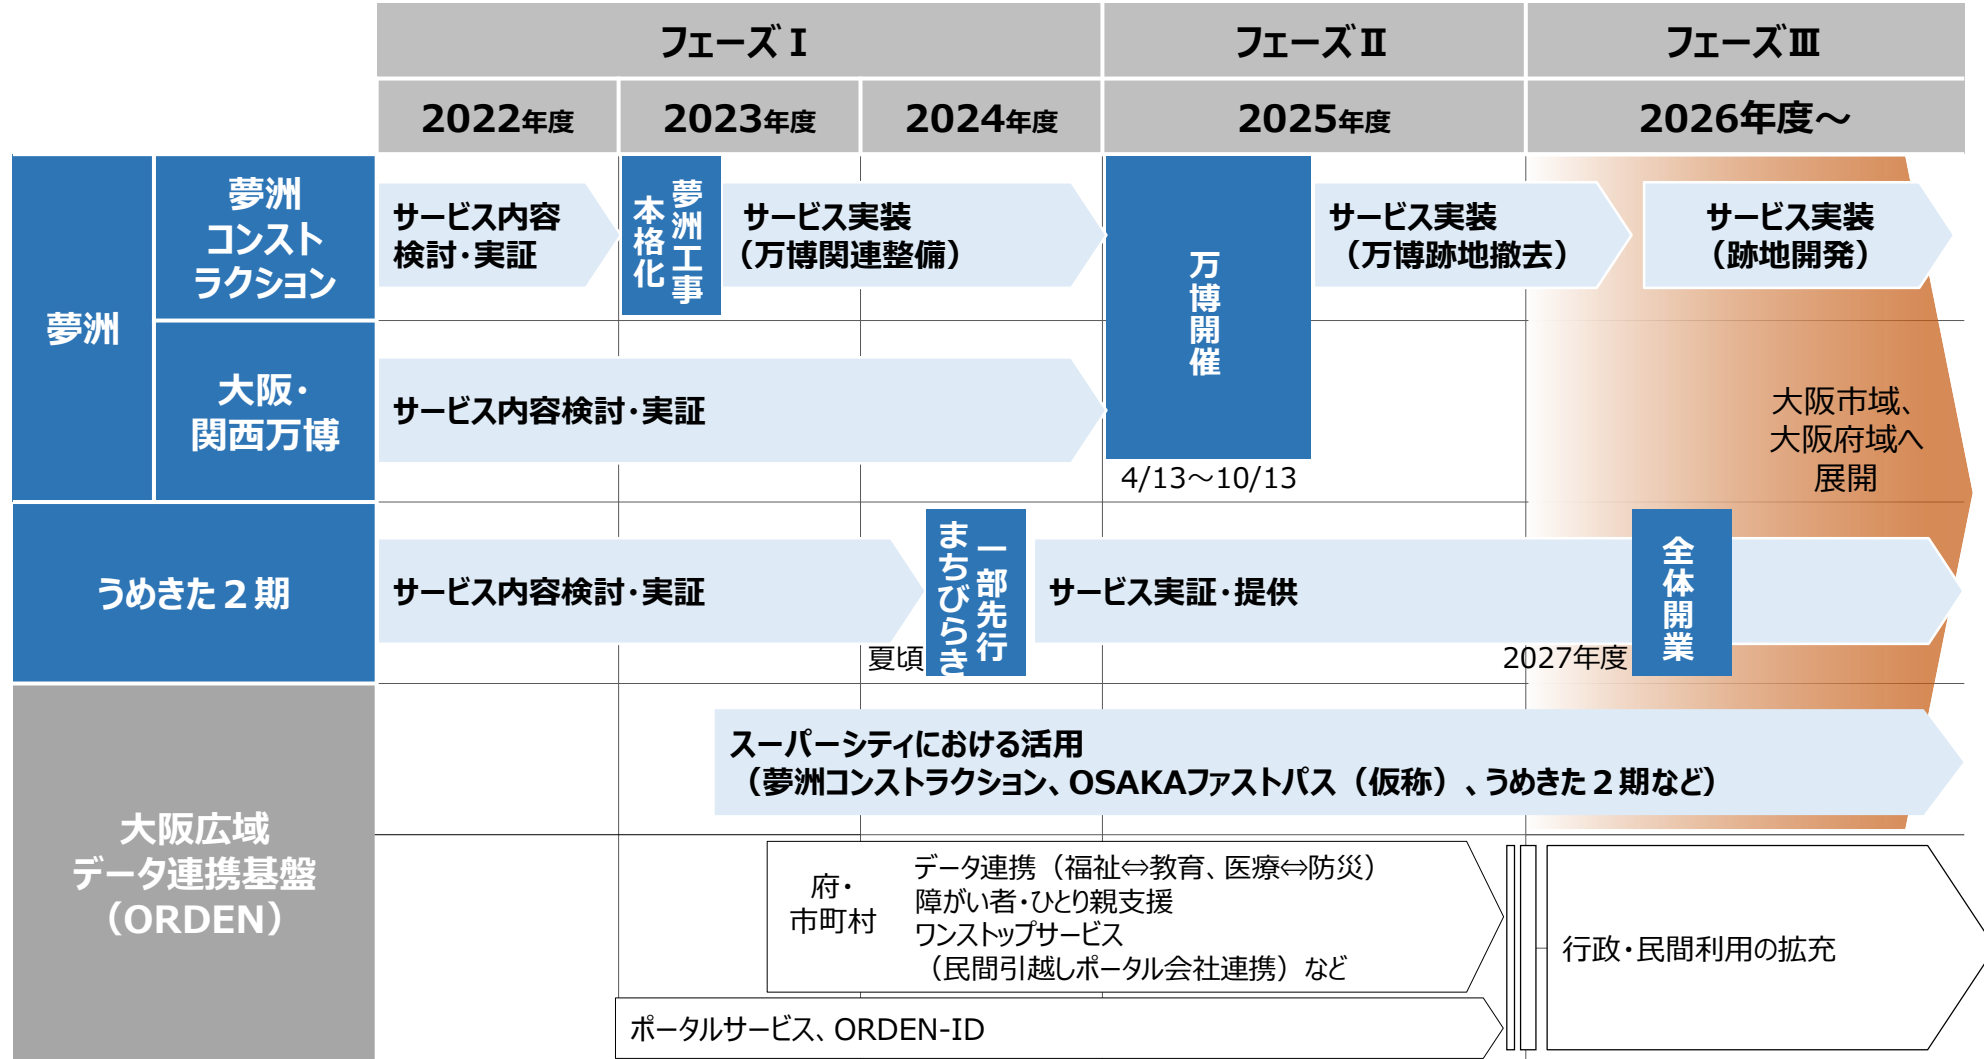 フェーズⅠ
フェーズⅡ
フェーズⅢ
2022年度
2023年度
2024年度
2025年度
2026年度～
夢洲
夢洲
コンスト
ラクション
サービス内容
検討・実証
夢洲工事
本格化
サービス実装
（万博関連整備）
万博開催
4/13～10/13
サービス実装
（万博跡地撤去）
サービス実装
（跡地開発）
大阪・
関西万博
サービス内容検討・実証
大阪市域、
大阪府域へ
展開
うめきた２期
サービス内容検討・実証
夏頃
一部先行
まちびらき
サービス実証・提供
2027年度
全体開業
大阪広域
データ連携基盤
（ORDEN）
スーパーシティにおける活用
（夢洲コンストラクション、OSAKAファストパス（仮称）、うめきた２期など）
府・
市町村
データ連携（福祉⇔教育、医療⇔防災）
障がい者・ひとり親支援
ワンストップサービス
（民間引越しポータル会社連携）など
行政・民間利用の拡充
ポータルサービス、ORDEN-ID